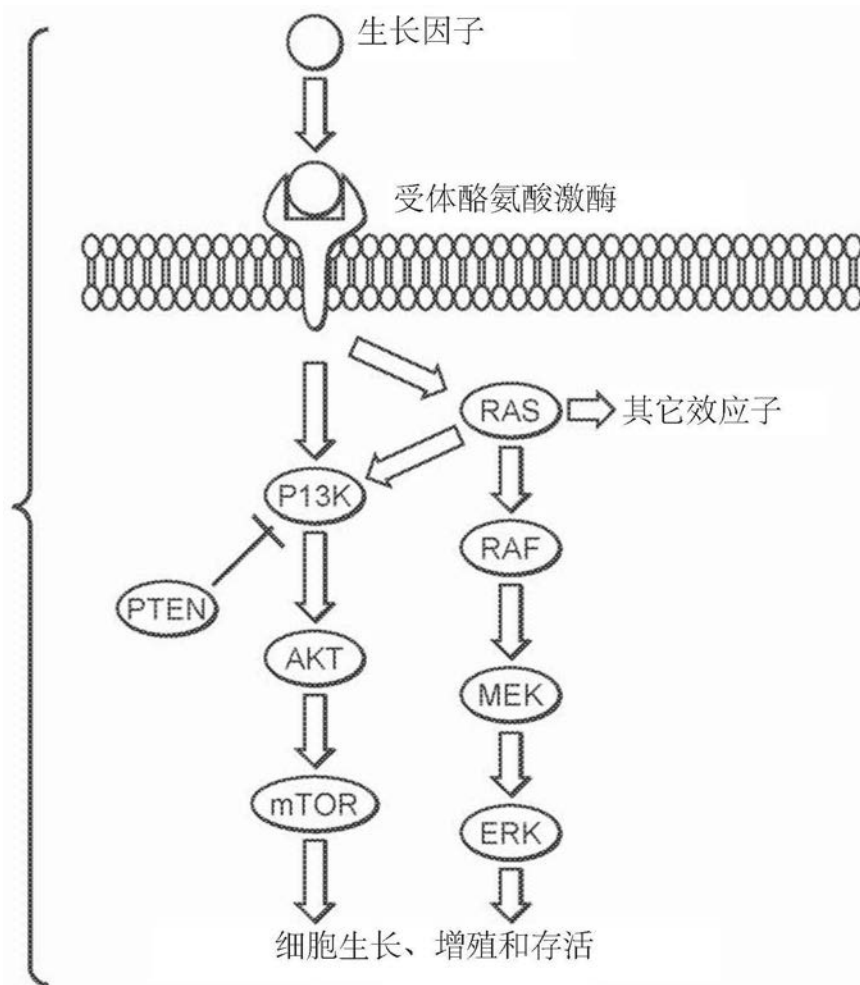 生长因子
受体酪氨酸激酶
RAS
其它效应子
P13K
RAF
PTEN
AKT
MEK
mTOR
ERK
细胞生长、增殖和存活